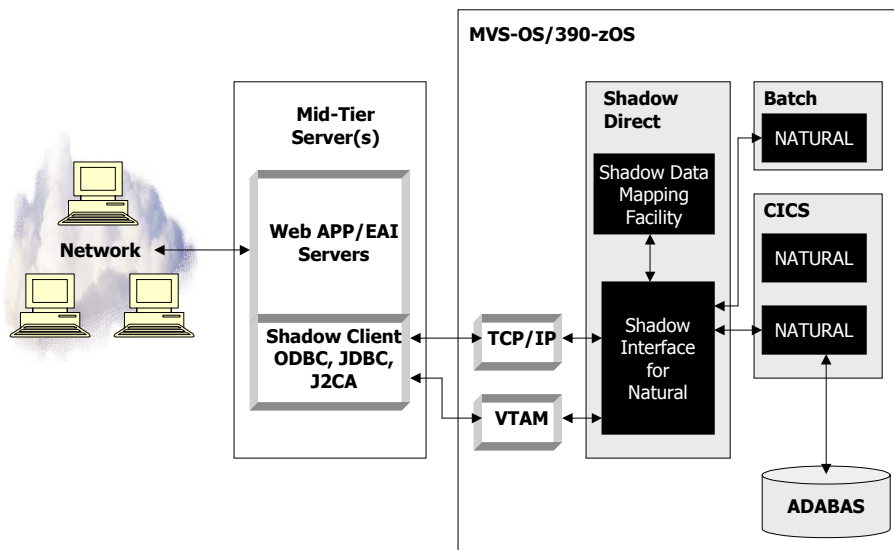 MVS-OS/390-zOS
Mid-Tier
Server(s)
Network
Web APP/EAI
Servers
Shadow Client
ODBC, JDBC,
J2CA
TCP/IP
VTAM
Shadow
Direct
Shadow Data
Mapping
Facility
Shadow
Interface
for
Natural
Batch
NATURAL
CICS
NATURAL
NATURAL
ADABAS